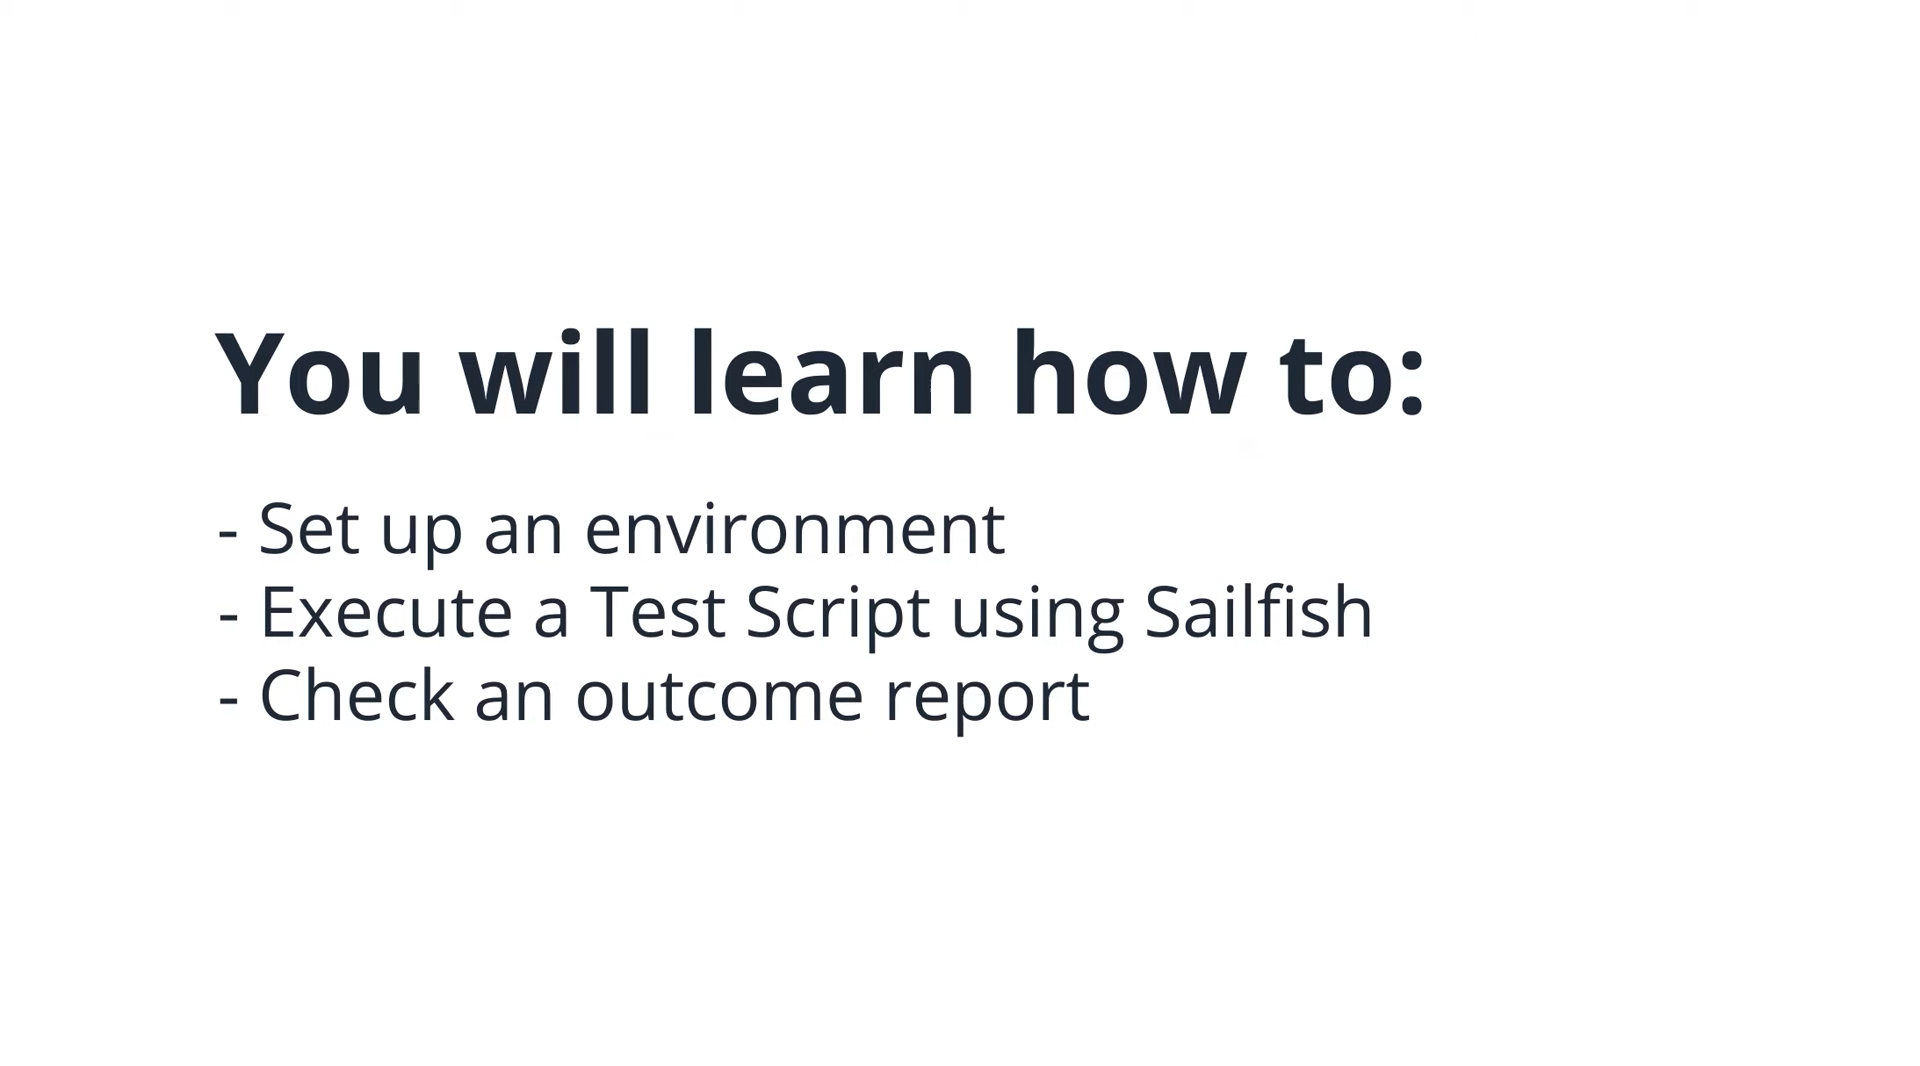 You will learn how to:
- Set up an environment
- Execute a Test Script using Sailfish
- Check an outcome report